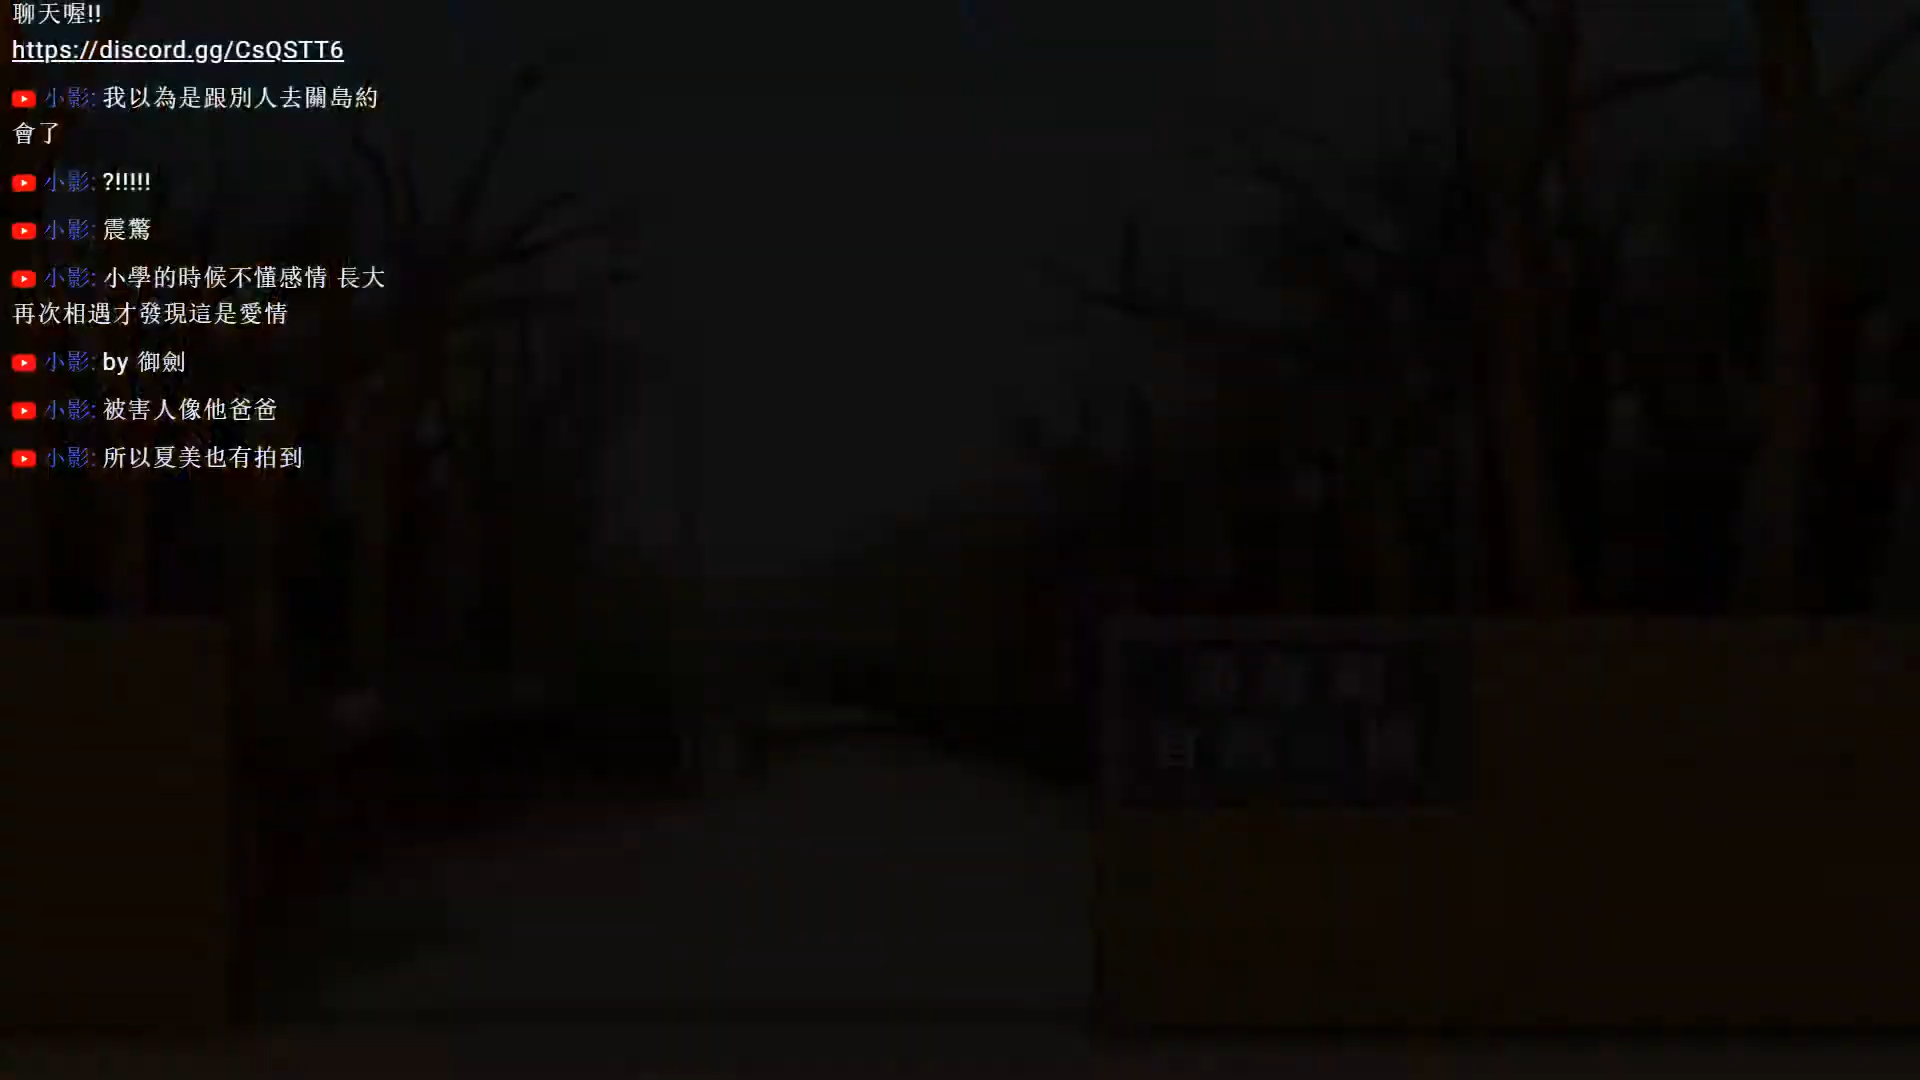 聊天喔!!
https://discord.gg/CsQSTT6
小影: 我以為是跟別人去關島約
會了
小影: ?!!!!!
小影: 震驚
小影: 小學的時候不懂感情 長大
再次相遇才發現這是愛情
小影: by 御劍
小影: 被害人像他爸爸
小影: 所以夏美也有拍到